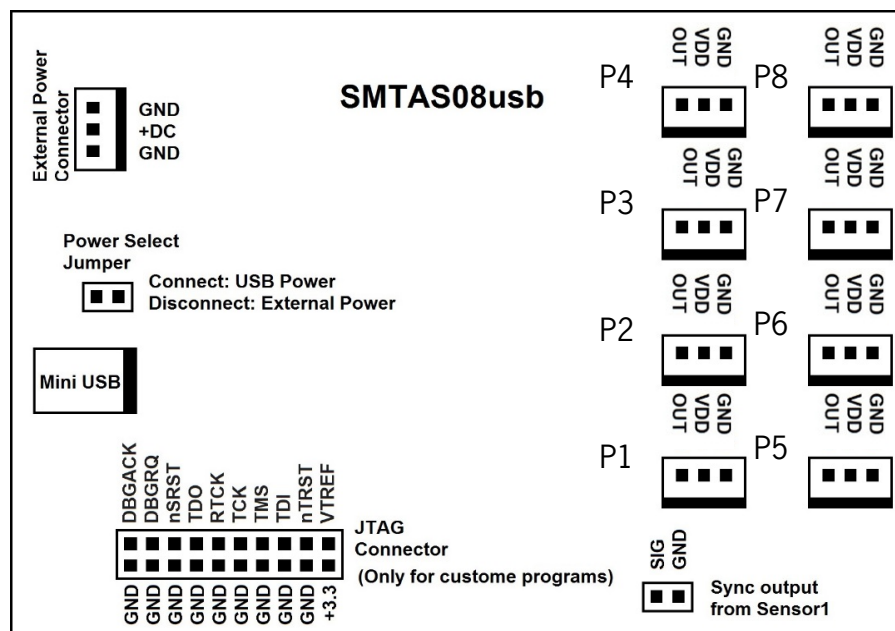 SMTAS08usb
External Power
Connector
GND
+DC
GND
Power Select
Jumper
Connect: USB Power
Disconnect: External Power
Mini USB
DBGACK
DBGRQ
nSRST
TDO
RTCK
TCK
TMS
TDI
nTRST
VTREF
JTAG
Connector
(Only for custome programs)
GND
GND
GND
GND
GND
GND
GND
GND
GND
+3.3
P4
OUT
VDD
GND
P8
OUT
VDD
GND
P3
OUT
VDD
GND
P7
OUT
VDD
GND
P2
OUT
VDD
GND
P6
OUT
VDD
GND
P1
OUT
VDD
GND
P5
OUT
VDD
GND
SIG
GND
Sync output
from Sensor1